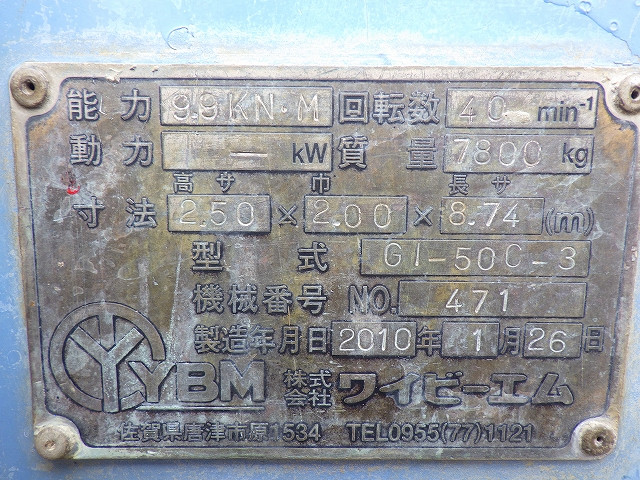 能力 9.9KN・M 回転数 40 min-1
動力 — kW 質量 7800 kg
高サ 巾 長サ
寸法 2.50 × 2.00 × 8.74 (m)
型式 GI-50C-3
機械番号 NO. 471
製造年月日 2010年 1月26日
YBM 株式会社 ワイビーエム
佐賀県唐津市原1534 TEL0955(77)1121